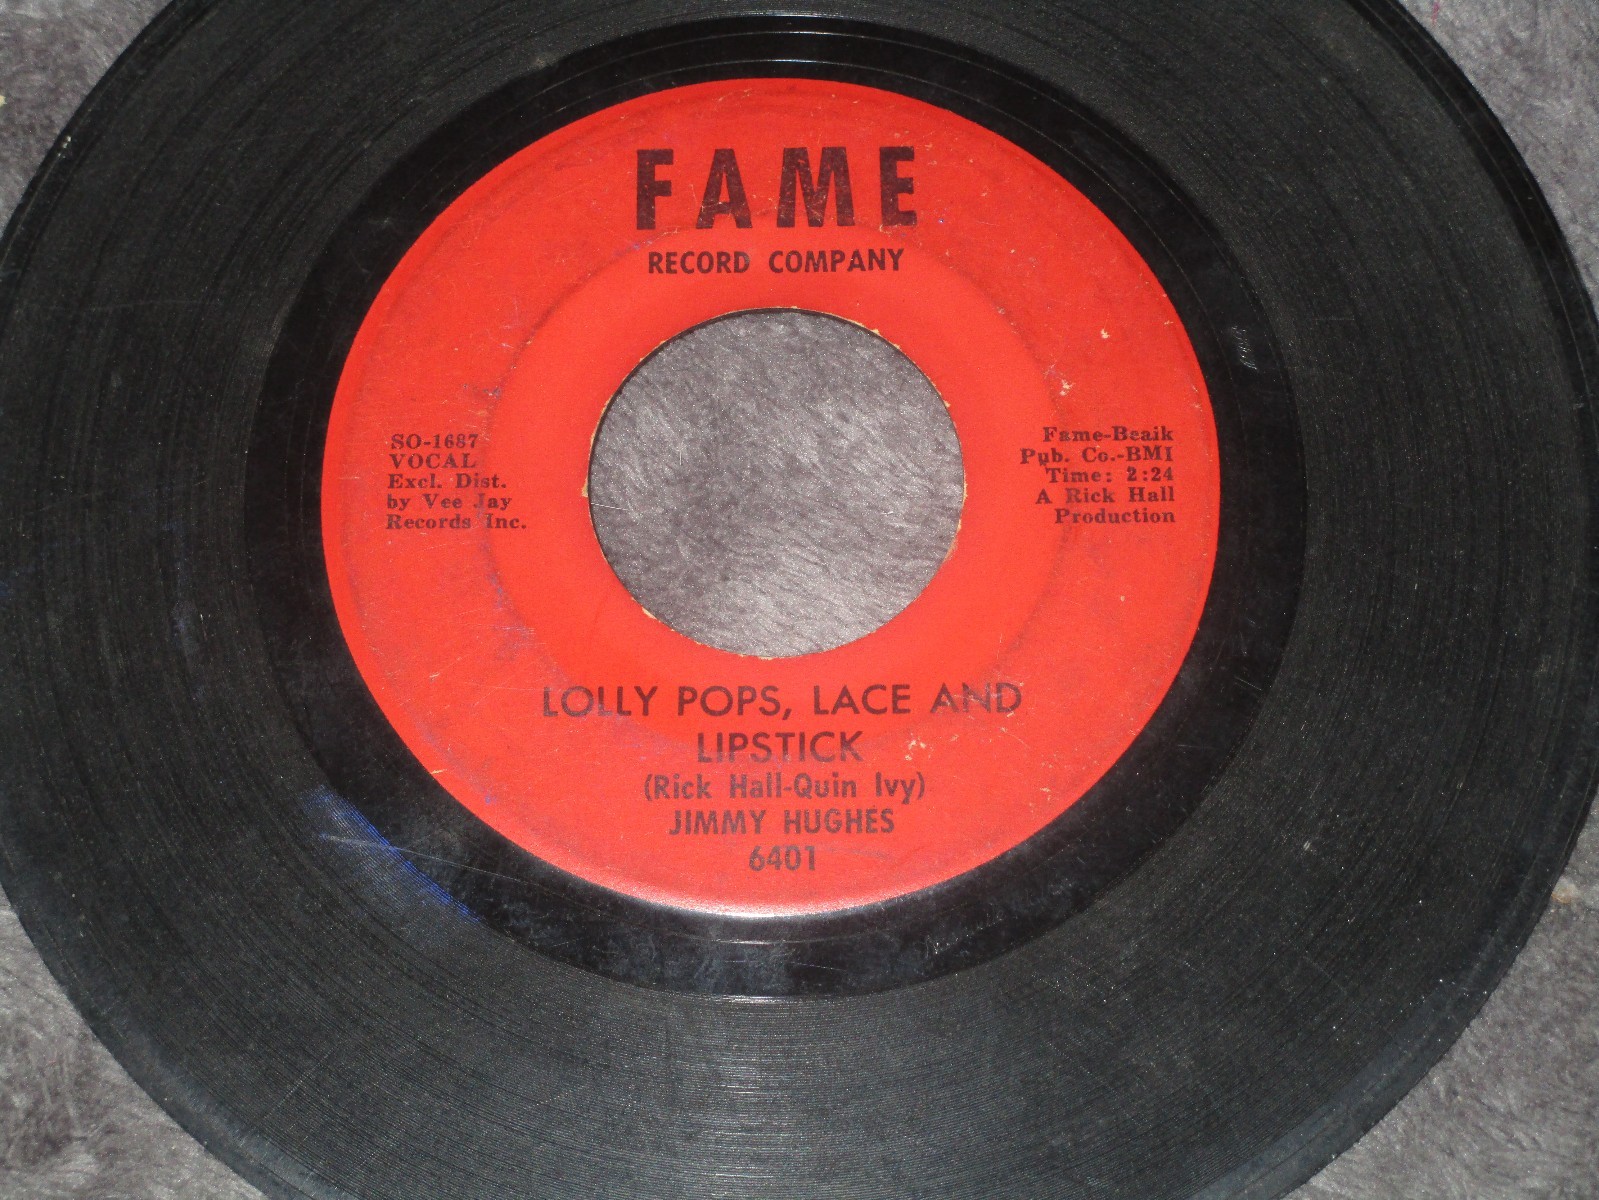 FAME
RECORD COMPANY
SO-1687
VOCAL
Excl. Dist.
by Vee Jay
Records Inc.
Fame-Beaik
Pub. Co.-BMI
Time: 2:24
A Rick Hall
Production
LOLLY POPS, LACE AND
LIPSTICK
(Rick Hall-Quin Ivy)
JIMMY HUGHES
6401